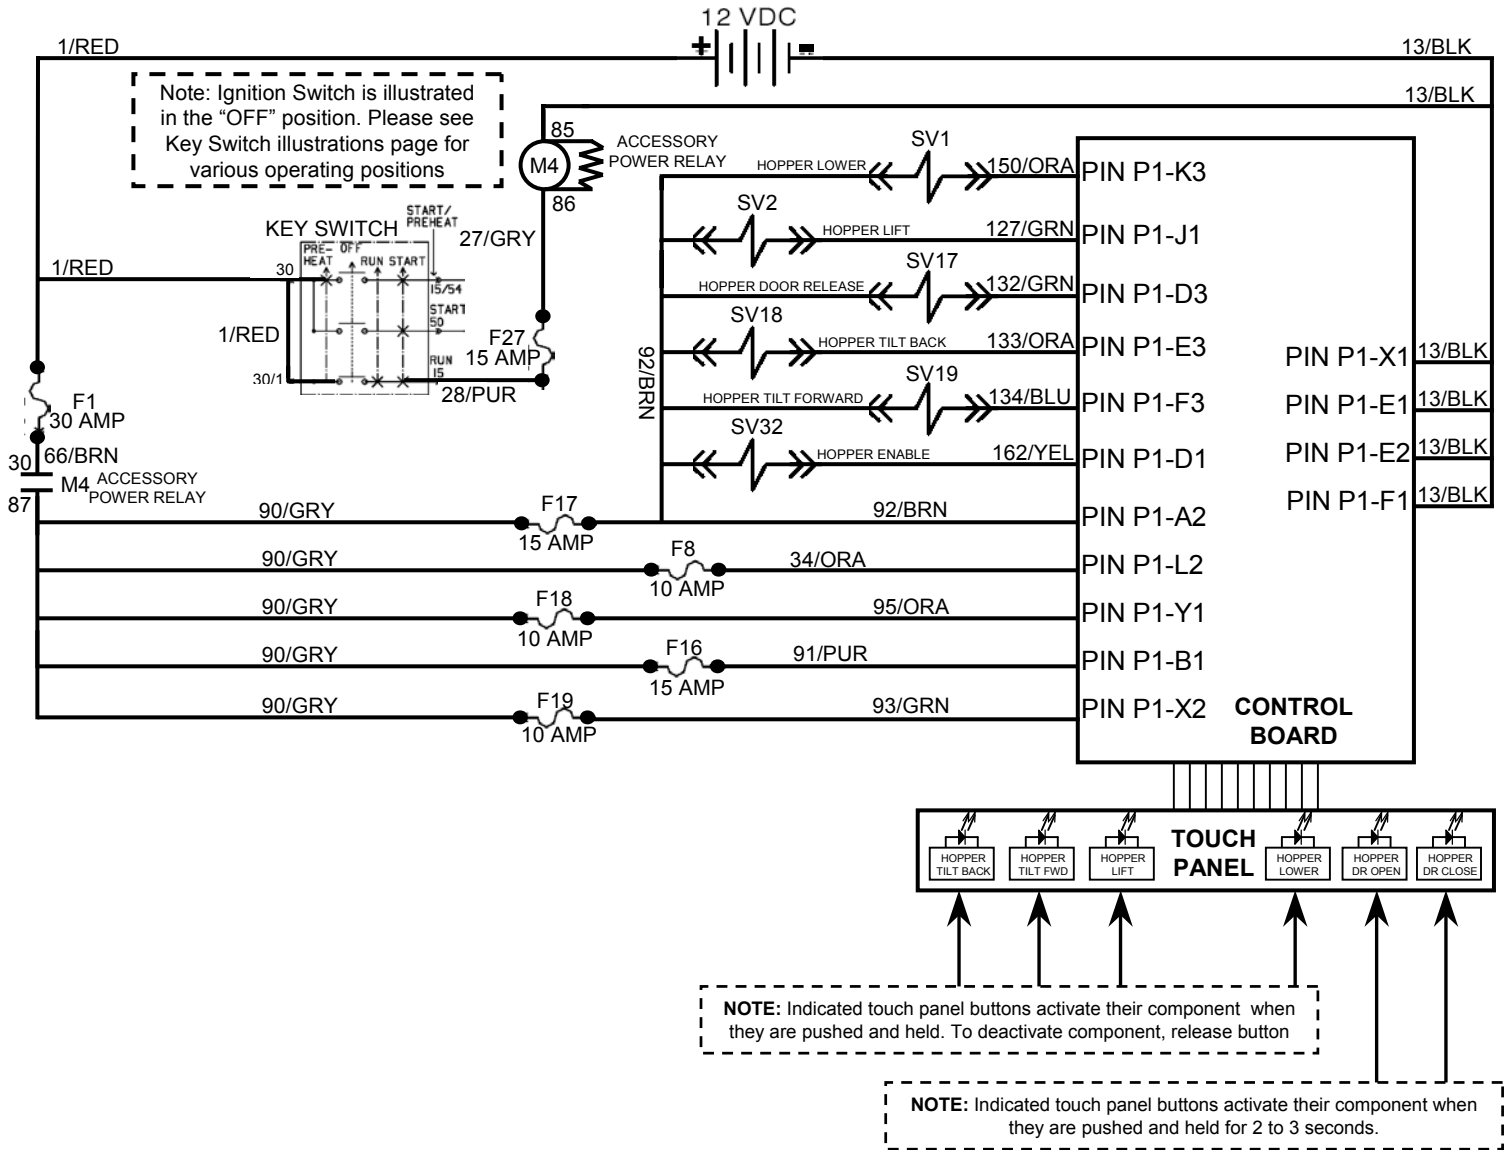 12 VDC
1/RED
13/BLK
Note: Ignition Switch is illustrated
in the “OFF” position. Please see
Key Switch illustrations page for
various operating positions
13/BLK
85
M4
86
ACCESSORY
POWER RELAY
27/GRY
KEY SWITCH
START/
PREHEAT
PRE-
HEAT
OFF
RUN
START
1/RED
30
15/54
START
50
1/RED
RUN
15
30/1
28/PUR
F27
15 AMP
F1
30 AMP
66/BRN
30
M4
87
ACCESSORY
POWER RELAY
HOPPER LOWER
SV1
150/ORA
PIN P1-K3
SV2
HOPPER LIFT
127/GRN
PIN P1-J1
HOPPER DOOR RELEASE
SV17
132/GRN
PIN P1-D3
SV18
HOPPER TILT BACK
133/ORA
PIN P1-E3
HOPPER TILT FORWARD
SV19
134/BLU
PIN P1-F3
SV32
HOPPER ENABLE
162/YEL
PIN P1-D1
92/BRN
PIN P1-X1
13/BLK
PIN P1-E1
13/BLK
PIN P1-E2
13/BLK
PIN P1-F1
13/BLK
90/GRY
F17
15 AMP
92/BRN
PIN P1-A2
90/GRY
F8
10 AMP
34/ORA
PIN P1-L2
90/GRY
F18
10 AMP
95/ORA
PIN P1-Y1
90/GRY
F16
15 AMP
91/PUR
PIN P1-B1
90/GRY
F19
10 AMP
93/GRN
PIN P1-X2
CONTROL
BOARD
HOPPER
TILT BACK
HOPPER
TILT FWD
HOPPER
LIFT
TOUCH
PANEL
HOPPER
LOWER
HOPPER
DR OPEN
HOPPER
DR CLOSE
NOTE: Indicated touch panel buttons activate their component when
they are pushed and held. To deactivate component, release button
NOTE: Indicated touch panel buttons activate their component when
they are pushed and held for 2 to 3 seconds.